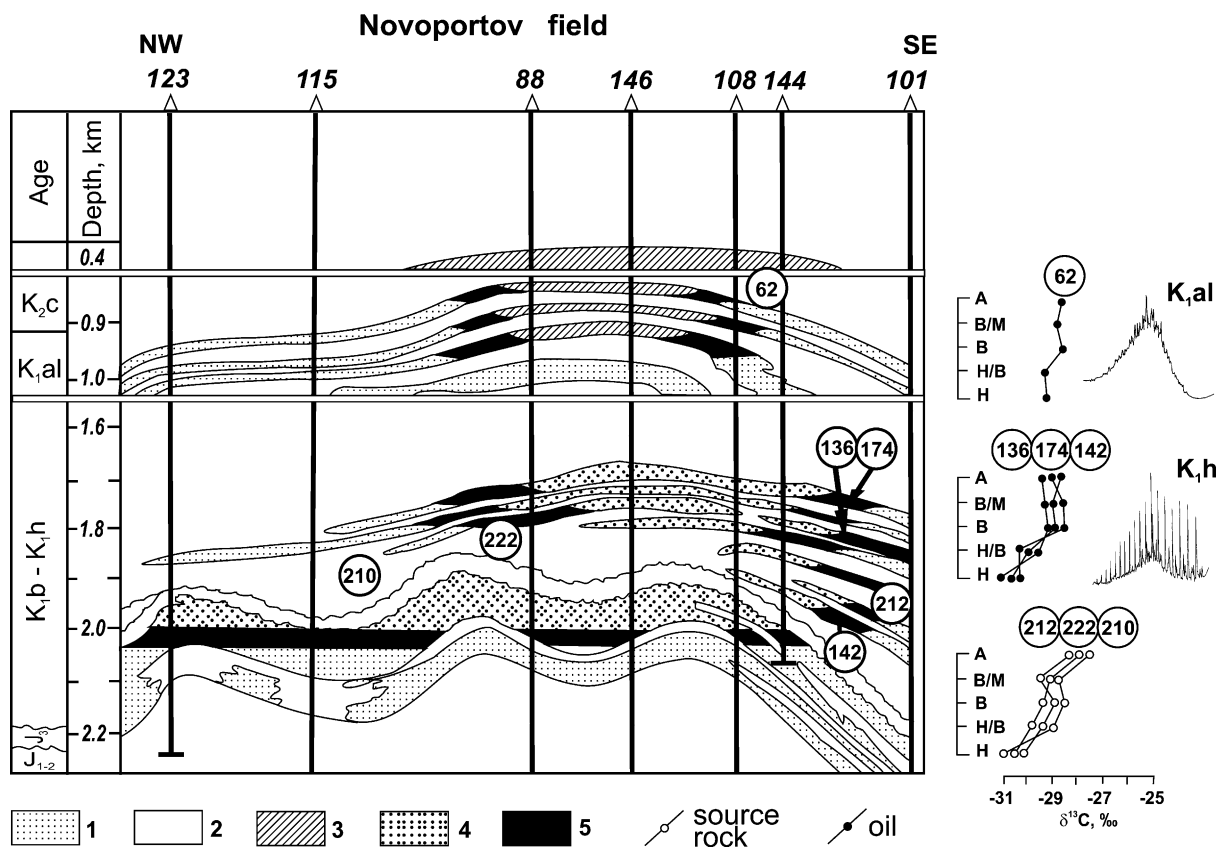 Novoportov field
NW
SE
123 115 88 146 108 144 101
Age
Depth, km
0.4
K₂c
0.9
K₁al
1.0
1.6
1.8
K₁b - K₁h
2.0
2.2
J₃
J₁₋₂
62
136 174
222
210
212
142
62
K₁al
A
B/M
B
H/B
H
136 174 142
K₁h
A
B/M
B
H/B
H
212 222 210
A
B/M
B
H/B
H
-31 -29 -27 -25
δ¹³C, ‰
1 2 3 4 5 source rock oil